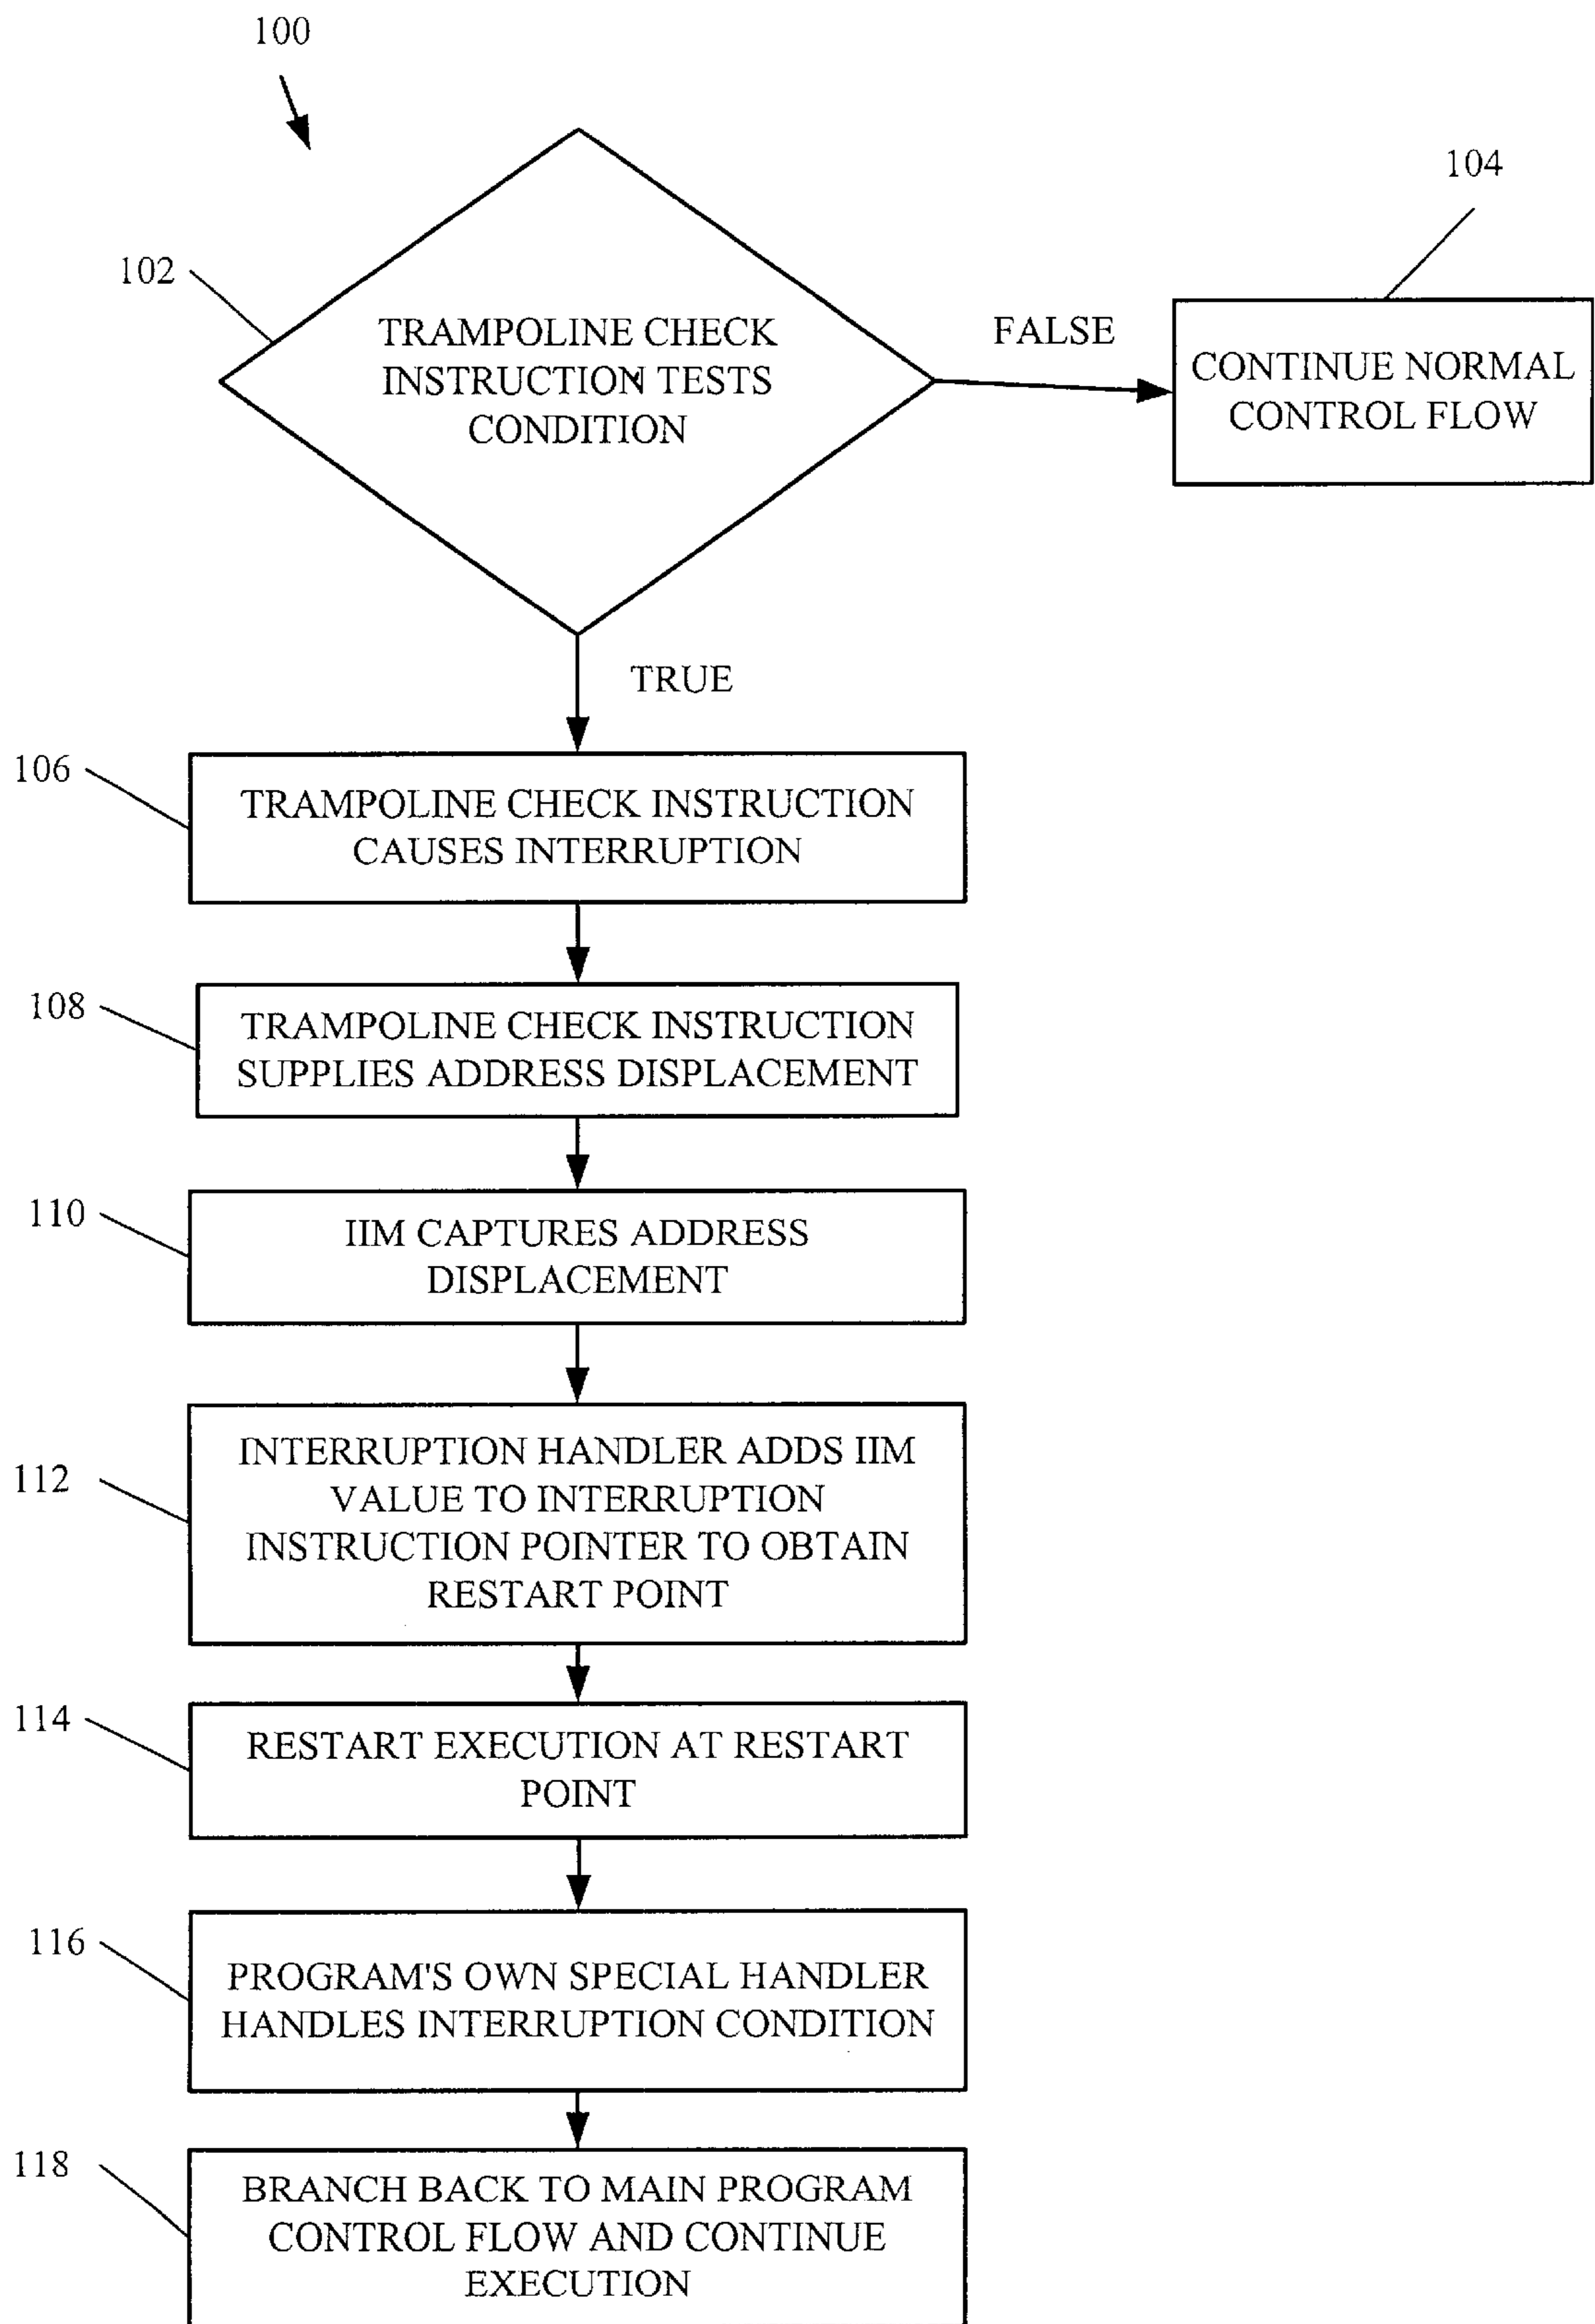 100
104
102
TRAMPOLINE CHECK
INSTRUCTION TESTS
CONDITION
FALSE
CONTINUE NORMAL
CONTROL FLOW
TRUE
106
TRAMPOLINE CHECK INSTRUCTION
CAUSES INTERRUPTION
108
TRAMPOLINE CHECK INSTRUCTION
SUPPLIES ADDRESS DISPLACEMENT
110
IIM CAPTURES ADDRESS
DISPLACEMENT
112
INTERRUPTION HANDLER ADDS IIM
VALUE TO INTERRUPTION
INSTRUCTION POINTER TO OBTAIN
RESTART POINT
114
RESTART EXECUTION AT RESTART
POINT
116
PROGRAM'S OWN SPECIAL HANDLER
HANDLES INTERRUPTION CONDITION
118
BRANCH BACK TO MAIN PROGRAM
CONTROL FLOW AND CONTINUE
EXECUTION